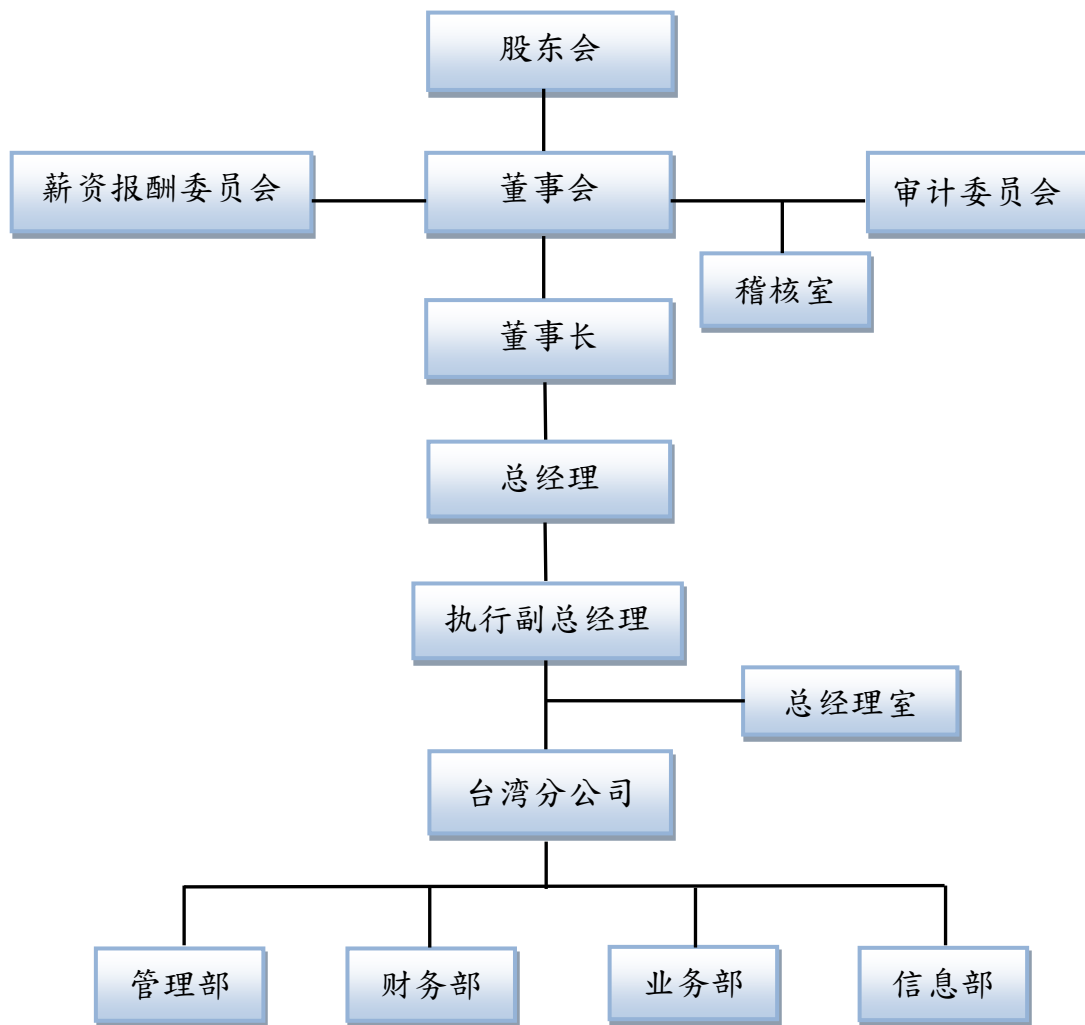 股东会
薪资报酬委员会
董事会
审计委员会
稽核室
董事长
总经理
执行副总经理
总经理室
台湾分公司
管理部
财务部
业务部
信息部